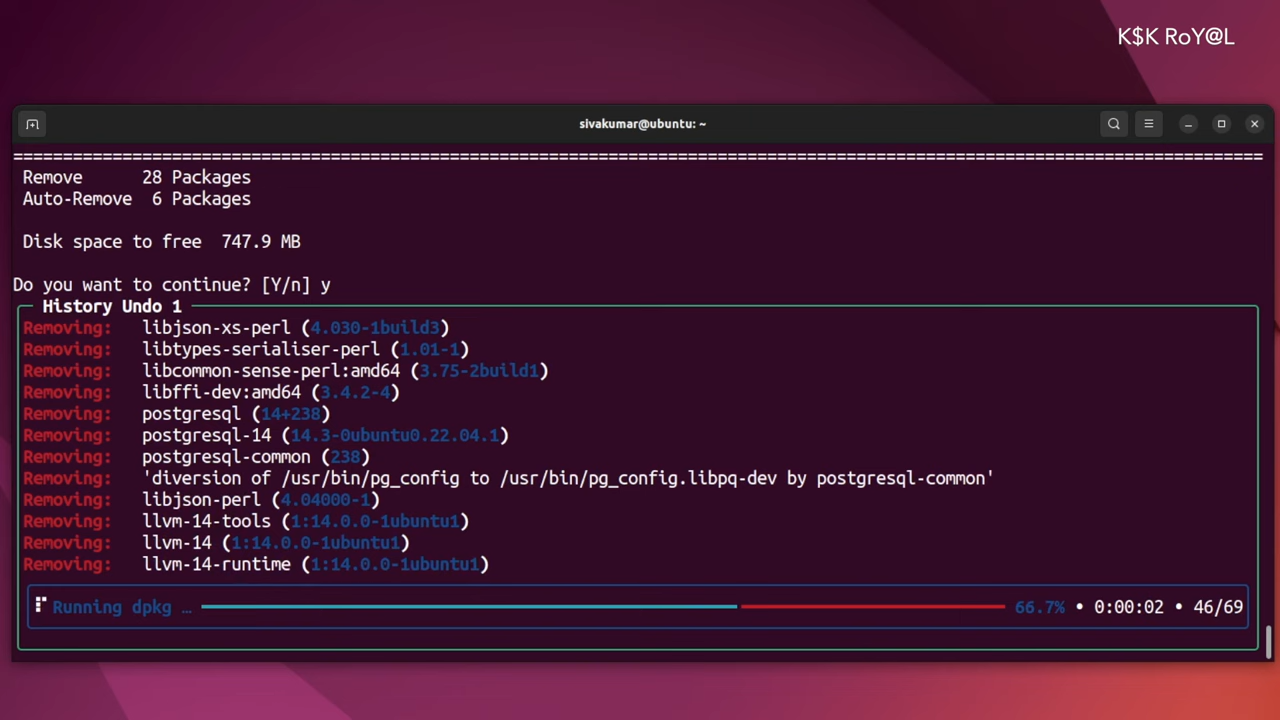 K$K RoY@L
sivakumar@ubuntu: ~
=============================================================================================================================
Remove 28 Packages
Auto-Remove 6 Packages
Disk space to free 747.9 MB
Do you want to continue? [Y/n] y
History Undo 1
Removing: libjson-xs-perl (4.030-1build3)
Removing: libtypes-serialiser-perl (1.01-1)
Removing: libcommon-sense-perl:amd64 (3.75-2build1)
Removing: libffi-dev:amd64 (3.4.2-4)
Removing: postgresql (14+238)
Removing: postgresql-14 (14.3-0ubuntu0.22.04.1)
Removing: postgresql-common (238)
Removing: 'diversion of /usr/bin/pg_config to /usr/bin/pg_config.libpq-dev by postgresql-common'
Removing: libjson-perl (4.04000-1)
Removing: llvm-14-tools (1:14.0.0-1ubuntu1)
Removing: llvm-14 (1:14.0.0-1ubuntu1)
Removing: llvm-14-runtime (1:14.0.0-1ubuntu1)
Running dpkg … 66.7% • 0:00:02 • 46/69